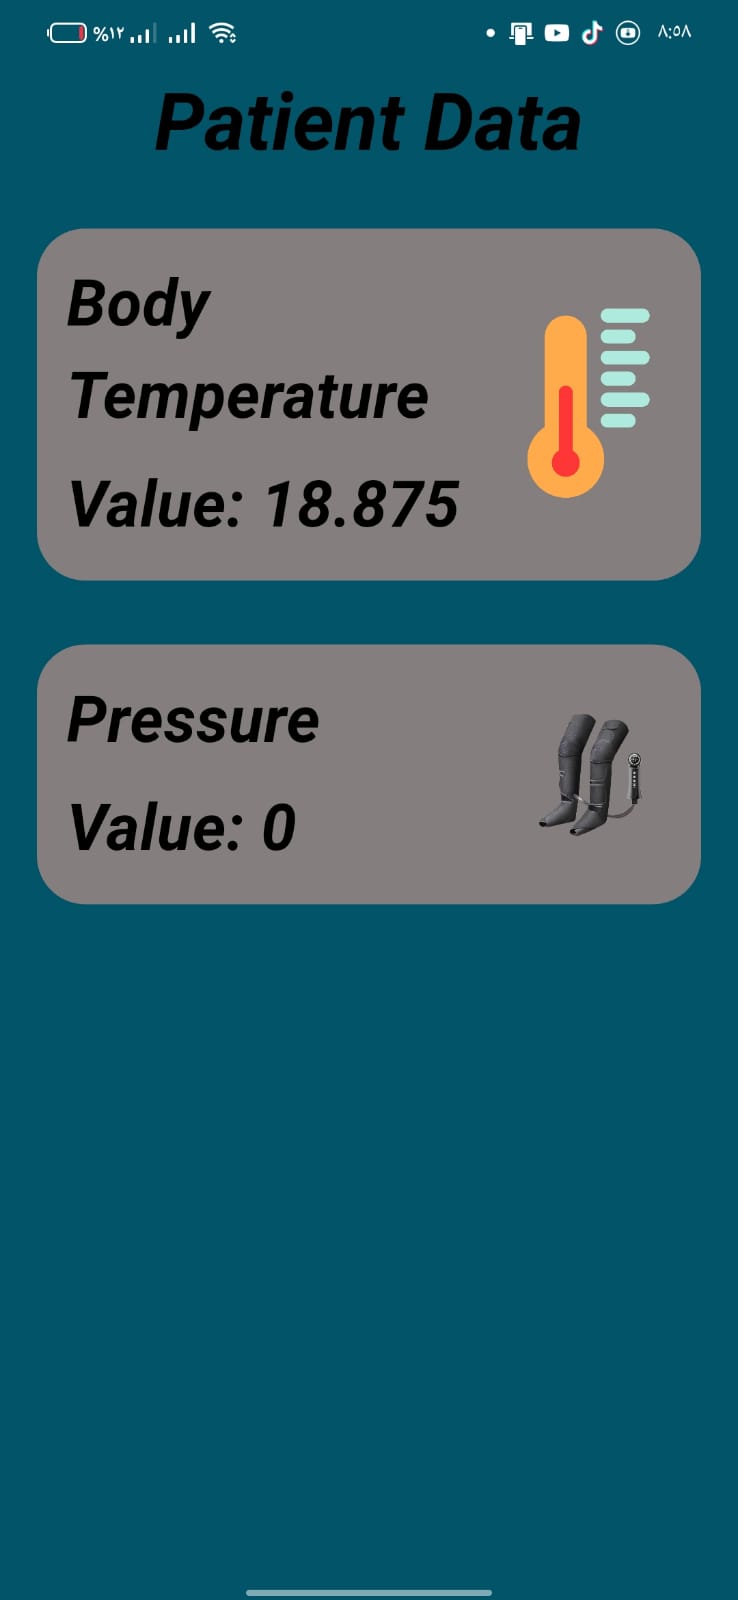 %١٢
٨:٥٨
Patient Data
Body
Temperature
Value: 18.875
Pressure
Value: 0